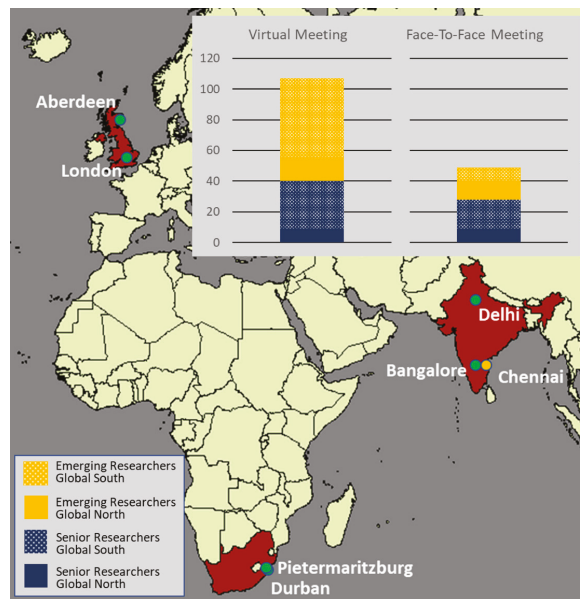 Virtual Meeting
Face-To-Face Meeting
120
100
80
60
40
20
0
Aberdeen
London
Delhi
Bangalore
Chennai
Pietermaritzburg
Durban
Emerging Researchers
Global South
Emerging Researchers
Global North
Senior Researchers
Global South
Senior Researchers
Global North